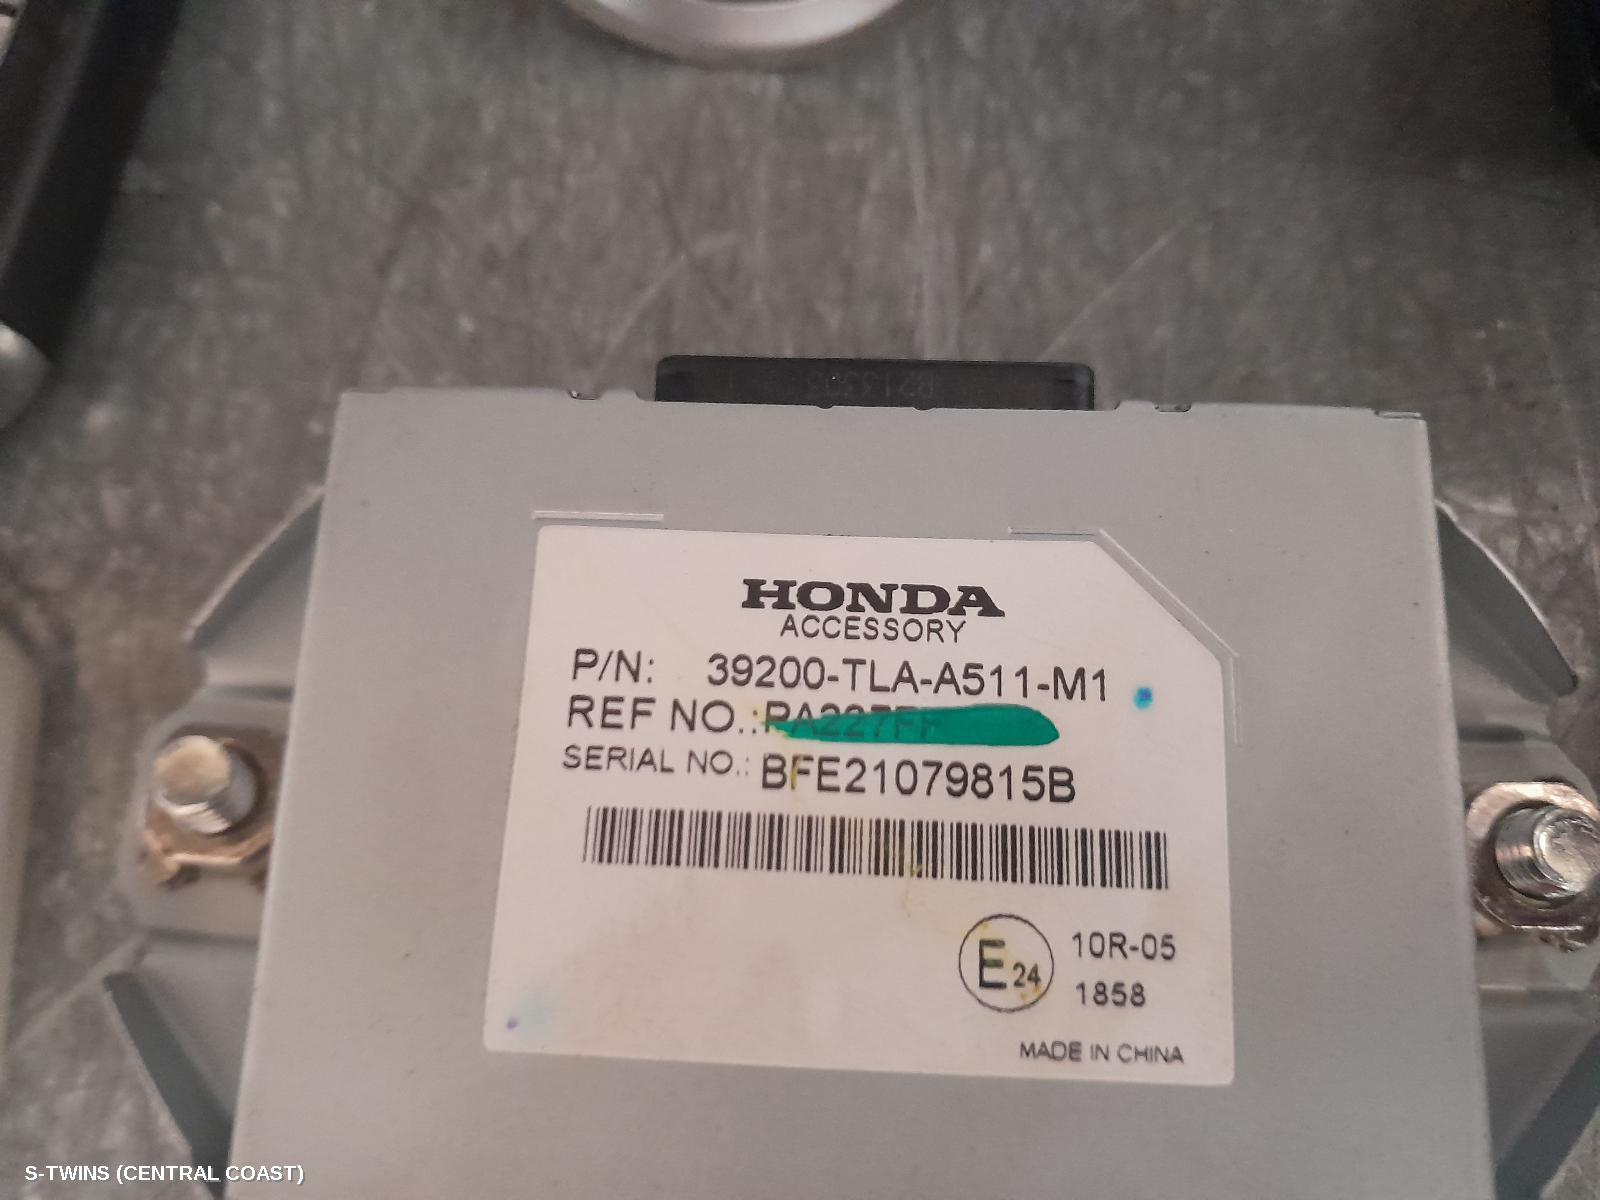 HONDA
ACCESSORY
P/N: 39200-TLA-A511-M1
REF NO.:
SERIAL NO.: BFE21079815B
E24
10R-05
1858
MADE IN CHINA
S-TWINS (CENTRAL COAST)